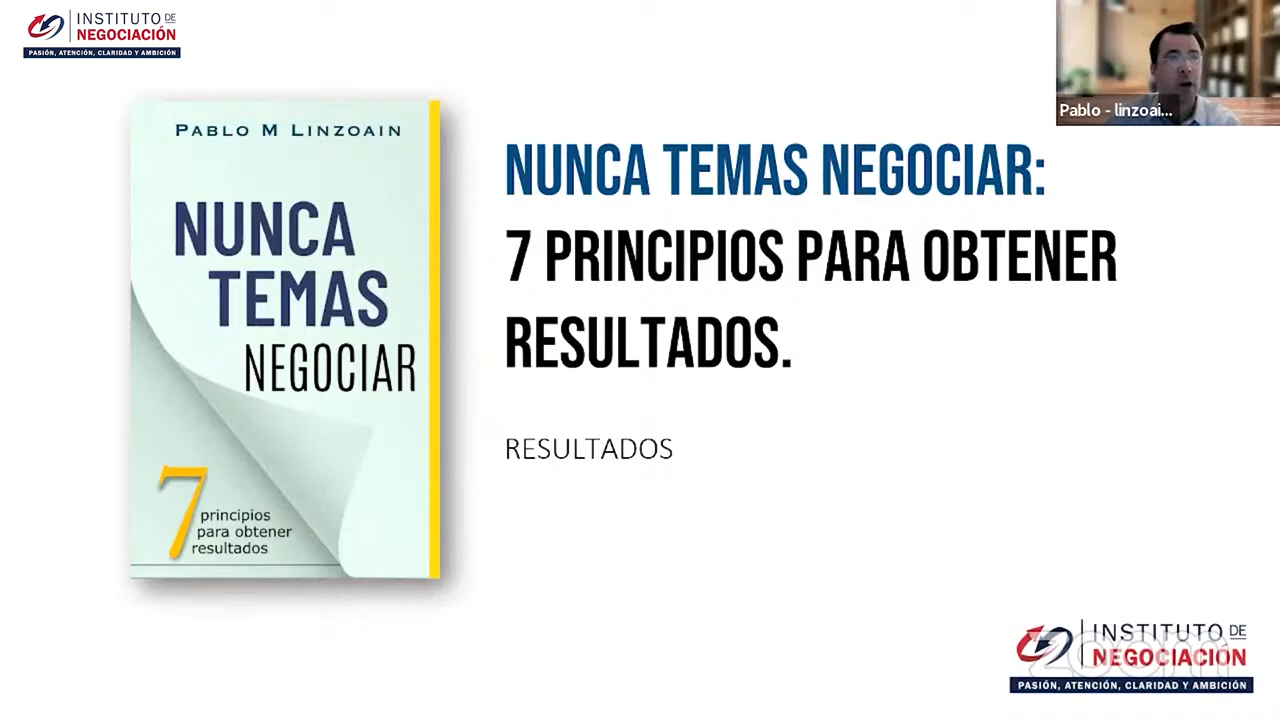 INSTITUTO DE
NEGOCIACIÓN
PASIÓN, ATENCIÓN, CLARIDAD Y AMBICIÓN
Pablo - linzoai...
PABLO M LINZOAIN
NUNCA
TEMAS
NEGOCIAR
7
principios
para obtener
resultados
NUNCA TEMAS NEGOCIAR:
7 PRINCIPIOS PARA OBTENER
RESULTADOS.
RESULTADOS
INSTITUTO DE
NEGOCIACIÓN
zoom
PASIÓN, ATENCIÓN, CLARIDAD Y AMBICIÓN